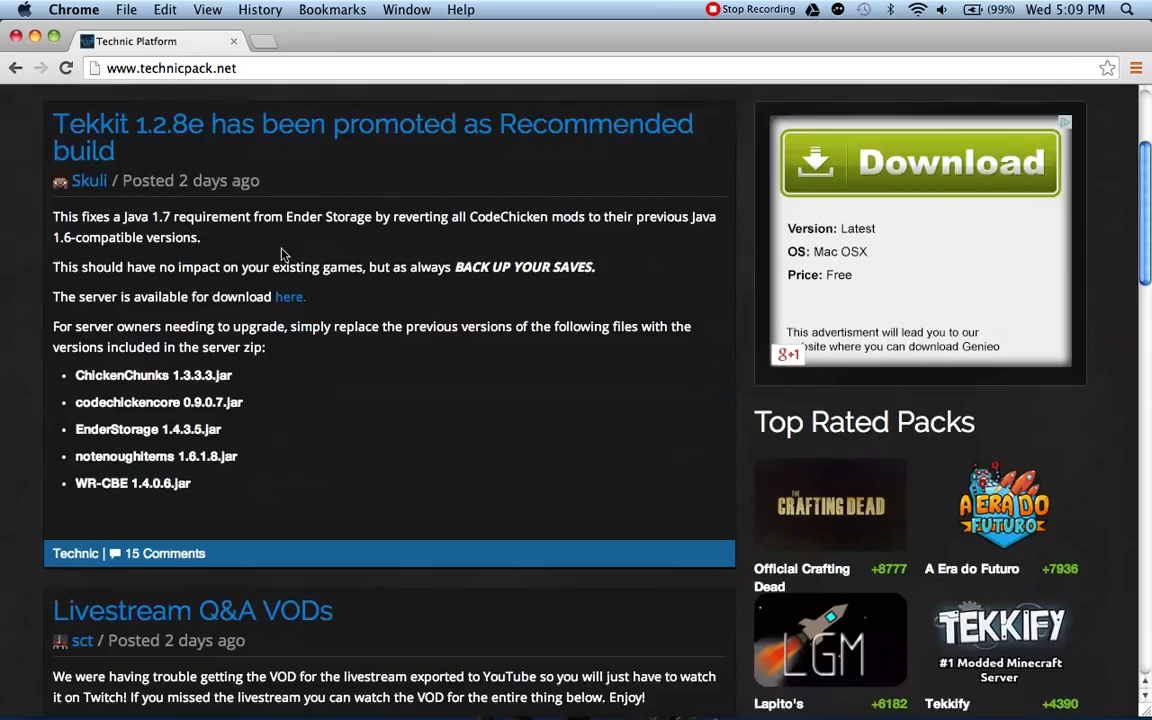 Chrome File Edit View History Bookmarks Window Help Stop Recording (99%) Wed 5:09 PM
Technic Platform
www.technicpack.net
Tekkit 1.2.8e has been promoted as Recommended
build
Skuli / Posted 2 days ago
This fixes a Java 1.7 requirement from Ender Storage by reverting all CodeChicken mods to their previous Java
1.6-compatible versions.
This should have no impact on your existing games, but as always BACK UP YOUR SAVES.
The server is available for download here.
For server owners needing to upgrade, simply replace the previous versions of the following files with the
versions included in the server zip:
• ChickenChunks 1.3.3.3.jar
• codechickencore 0.9.0.7.jar
• EnderStorage 1.4.3.5.jar
• notenoughitems 1.6.1.8.jar
• WR-CBE 1.4.0.6.jar
Technic | 15 Comments
Livestream Q&A VODs
sct / Posted 2 days ago
We were having trouble getting the VOD for the livestream exported to YouTube so you will just have to watch
it on Twitch! If you missed the livestream you can watch the VOD for the entire thing below. Enjoy!
Download
Version: Latest
OS: Mac OSX
Price: Free
This advertisment will lead you to our
website where you can download Genieo
g+1
Top Rated Packs
THE
CRAFTING DEAD
A ERA DO
FUTURO
Official Crafting
Dead
+8777
A Era do Futuro +7936
LGM
TEKKIFY
#1 Modded Minecraft
Server
Lapito's +6182
Tekkify +4390